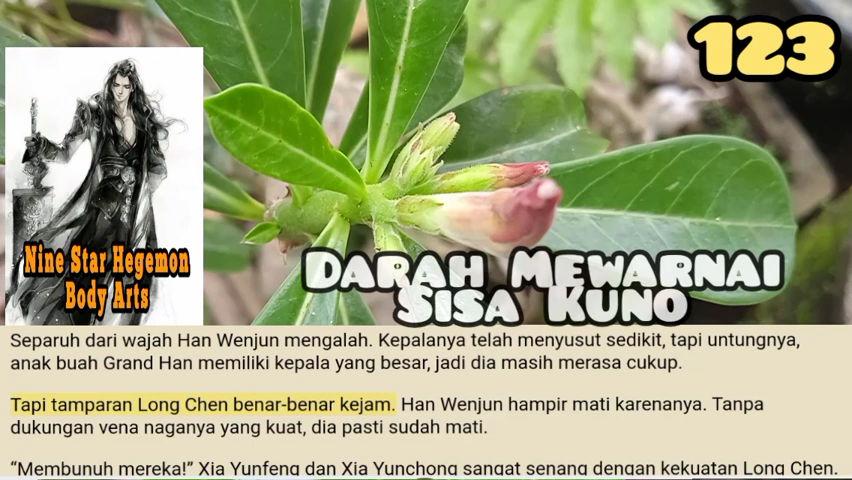 123
Nine Star Hegemon
Body Arts
Darah Mewarnai
Sisa Kuno
Separuh dari wajah Han Wenjun mengalah. Kepalanya telah menyusut sedikit, tapi untungnya,
anak buah Grand Han memiliki kepala yang besar, jadi dia masih merasa cukup.
Tapi tamparan Long Chen benar-benar kejam. Han Wenjun hampir mati karenanya. Tanpa
dukungan vena naganya yang kuat, dia pasti sudah mati.
“Membunuh mereka!” Xia Yunfeng dan Xia Yunchong sangat senang dengan kekuatan Long Chen.